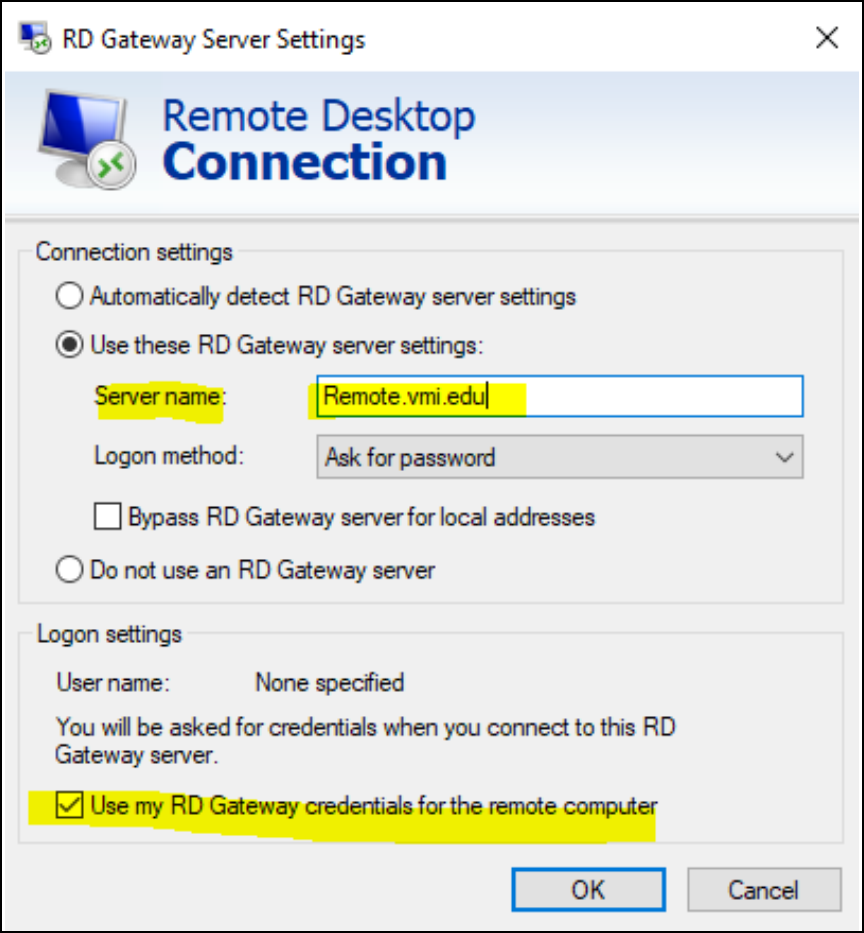 RD Gateway Server Settings
Remote Desktop
Connection
Connection settings
Automatically detect RD Gateway server settings
Use these RD Gateway server settings:
Server name: Remote.vmi.edu
Logon method: Ask for password
Bypass RD Gateway server for local addresses
Do not use an RD Gateway server
Logon settings
User name: None specified
You will be asked for credentials when you connect to this RD
Gateway server.
Use my RD Gateway credentials for the remote computer
OK Cancel